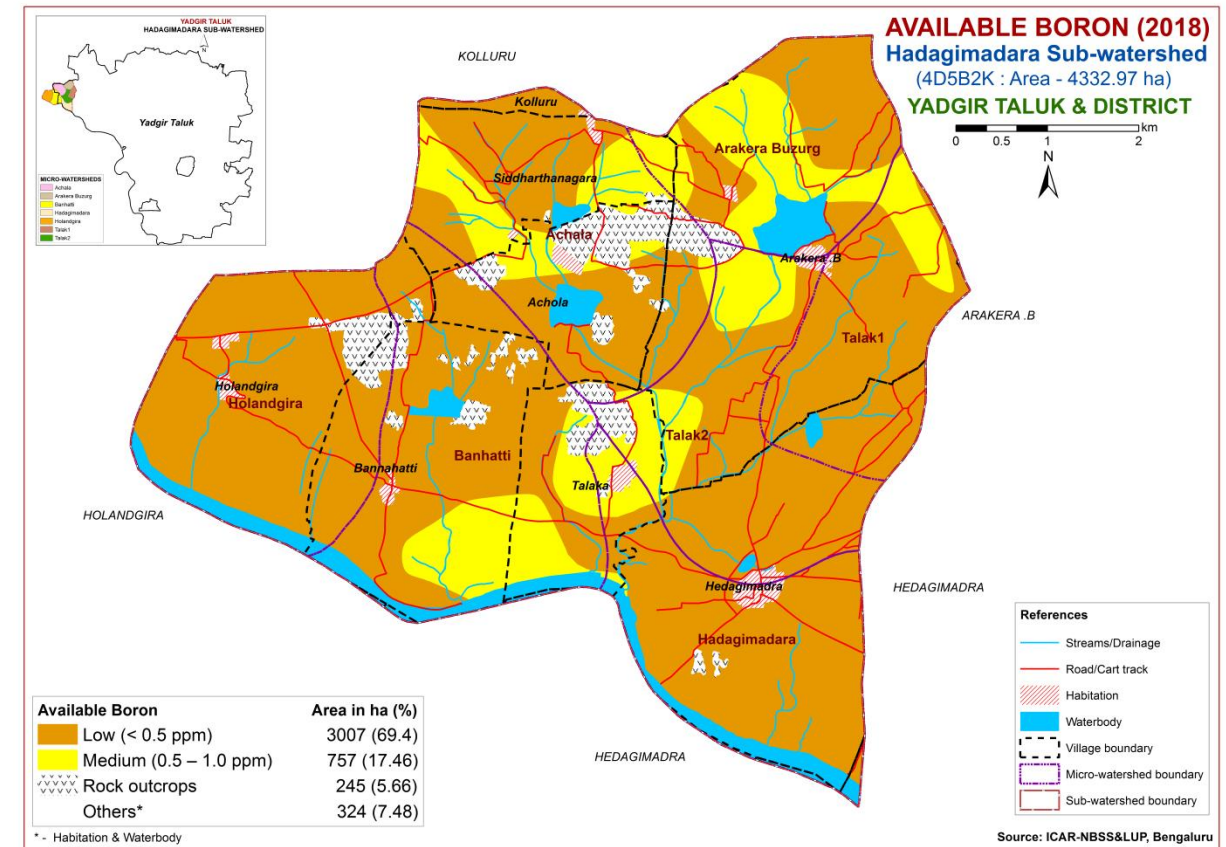 AVAILABLE BORON (2018)
Hadagimadara Sub-watershed
(4D5B2K : Area - 4332.97 ha)
YADGIR TALUK & DISTRICT
km
0 0.5 1 2
N
YADGIR TALUK
HADAGIMADARA SUB-WATERSHED
N
Yadgir Taluk
MICRO-WATERSHEDS
Achala
Arakera Buzurg
Banhatti
Hadagimadara
Holandgira
Talak1
Talak2
KOLLURU
Kolluru
Arakera Buzurg
Siddharthanagara
Achala
Arakera .B
Achola
ARAKERA .B
Talak1
Holandgira
Holandgira
Talak2
Banhatti
Bannahatti
Talaka
HOLANDGIRA
Hedagimadra
HEDAGIMADRA
Hadagimadara
HEDAGIMADRA
References
Streams/Drainage
Road/Cart track
Habitation
Waterbody
Village boundary
Micro-watershed boundary
Sub-watershed boundary
Available Boron Area in ha (%)
Low (< 0.5 ppm) 3007 (69.4)
Medium (0.5 – 1.0 ppm) 757 (17.46)
Rock outcrops 245 (5.66)
Others* 324 (7.48)
* - Habitation & Waterbody
Source: ICAR-NBSS&LUP, Bengaluru